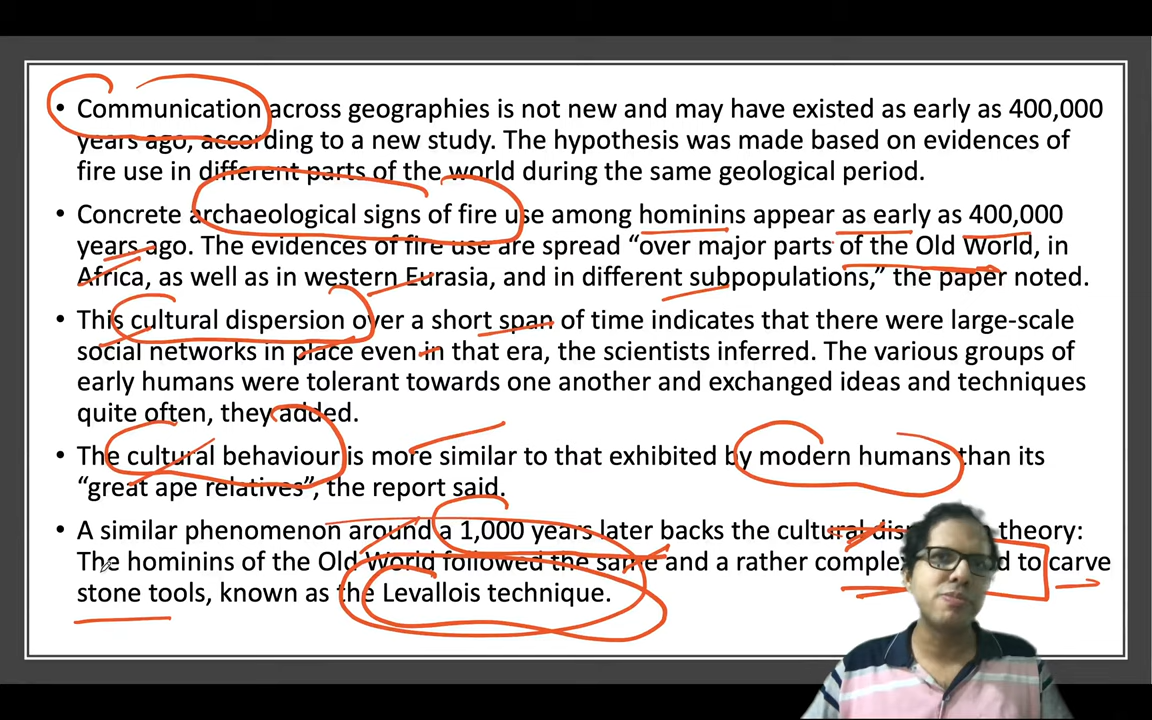 • Communication across geographies is not new and may have existed as early as 400,000
years ago, according to a new study. The hypothesis was made based on evidences of
fire use in different parts of the world during the same geological period.
• Concrete archaeological signs of fire use among hominins appear as early as 400,000
years ago. The evidences of fire use are spread “over major parts of the Old World, in
Africa, as well as in western Eurasia, and in different subpopulations,” the paper noted.
• This cultural dispersion over a short span of time indicates that there were large-scale
social networks in place even in that era, the scientists inferred. The various groups of
early humans were tolerant towards one another and exchanged ideas and techniques
quite often, they added.
• The cultural behaviour is more similar to that exhibited by modern humans than its
“great ape relatives”, the report said.
• A similar phenomenon around a 1,000 years later backs the cultural theory:
The hominins of the Old World followed the same and a rather complex to carve
stone tools, known as the Levallois technique.